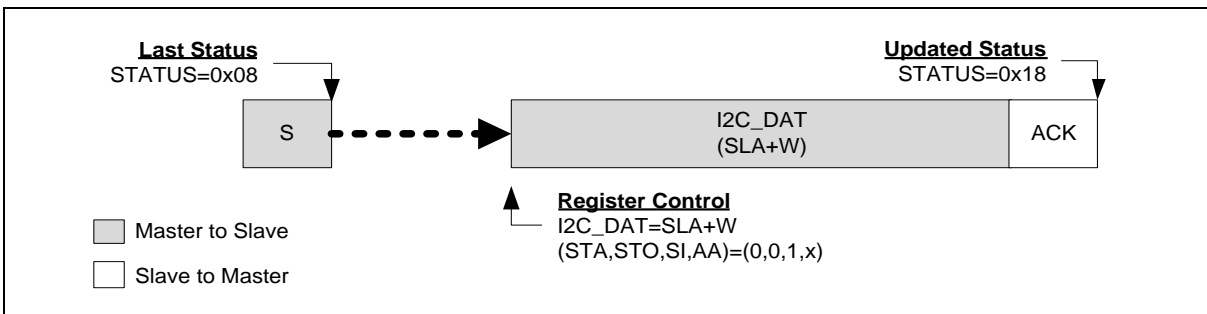 Last Status
STATUS=0x08
Updated Status
STATUS=0x18
S
I2C_DAT
(SLA+W)
ACK
Register Control
I2C_DAT=SLA+W
(STA,STO,SI,AA)=(0,0,1,x)
Master to Slave
Slave to Master